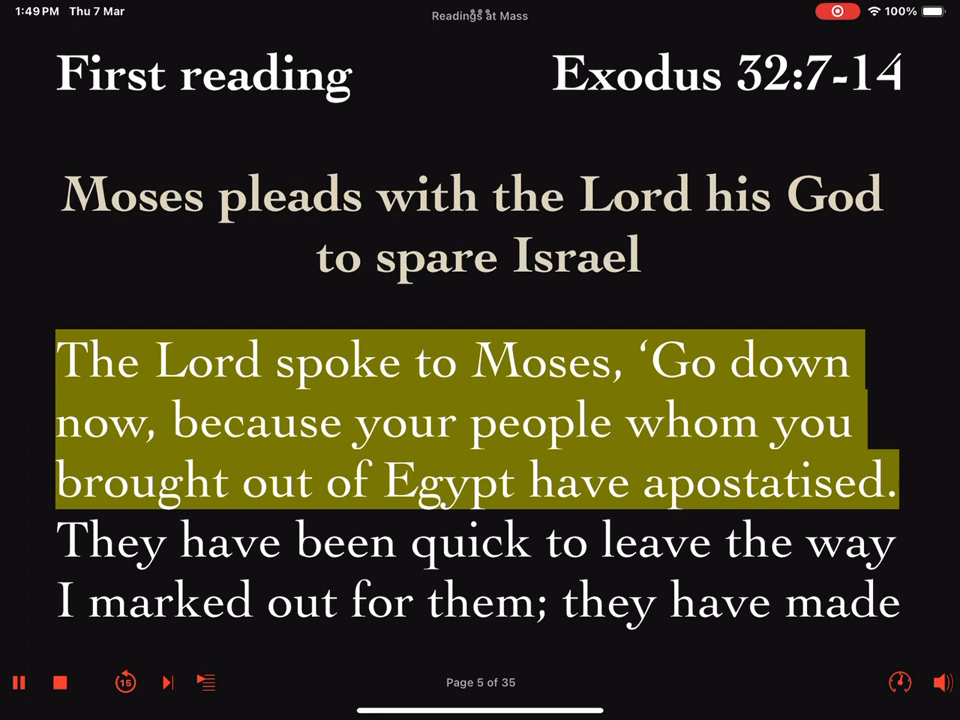 1:49 PM Thu 7 Mar
Readings at Mass
100%
First reading Exodus 32:7-14
Moses pleads with the Lord his God
to spare Israel
The Lord spoke to Moses, ‘Go down
now, because your people whom you
brought out of Egypt have apostatised.
They have been quick to leave the way
I marked out for them; they have made
15
Page 5 of 35